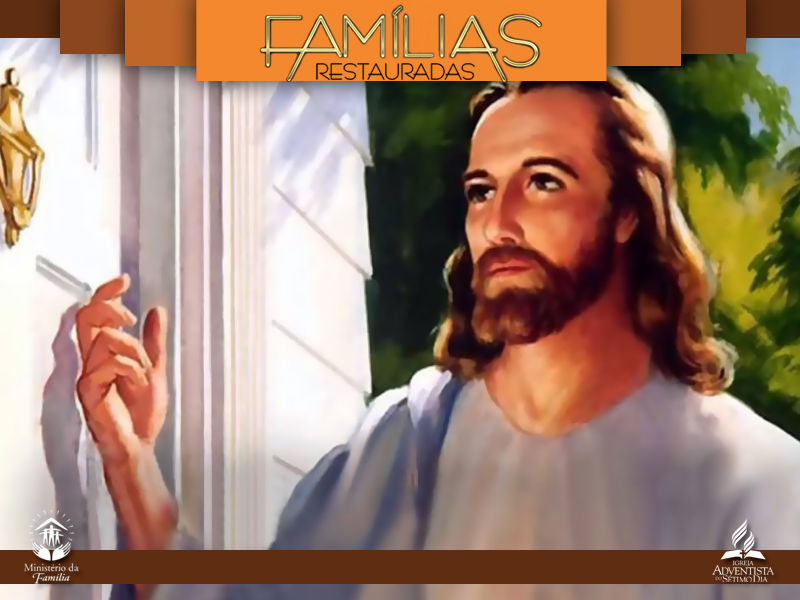 FAMÍLIAS
RESTAURADAS
Ministério da
Família
IGREJA
ADVENTISTA
DO SÉTIMO DIA